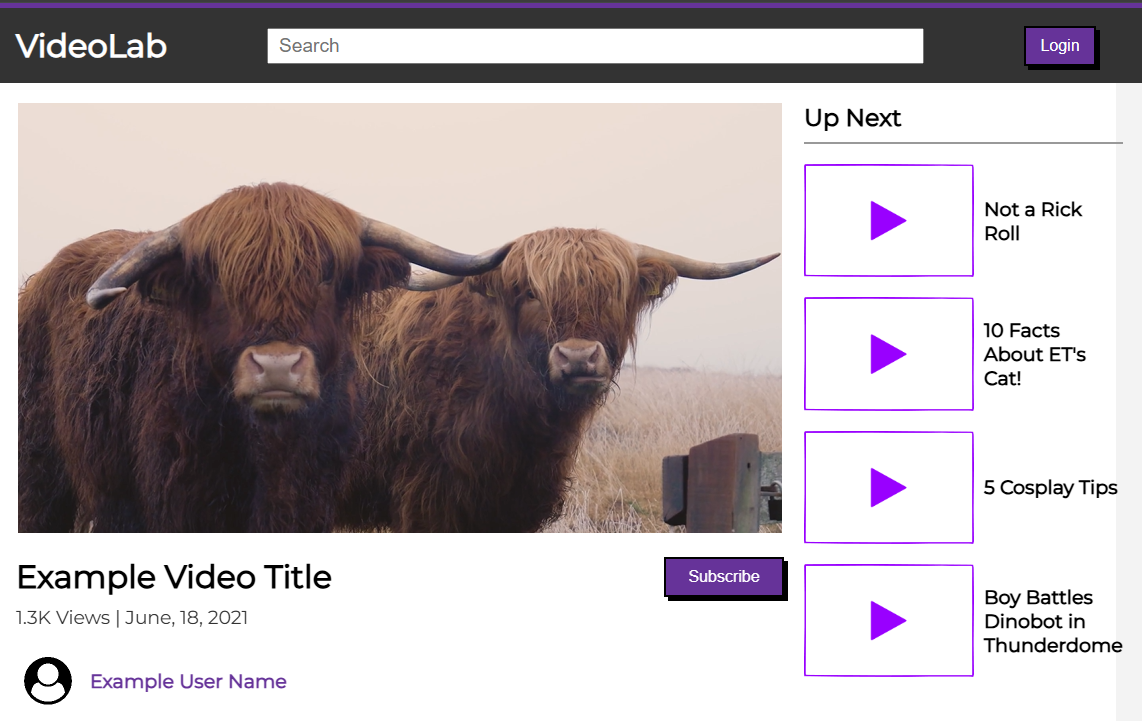 VideoLab
Search
Login
Up Next
Not a Rick
Roll
10 Facts
About ET's
Cat!
5 Cosplay Tips
Boy Battles
Dinobot in
Thunderdome
Example Video Title
Subscribe
1.3K Views | June, 18, 2021
Example User Name